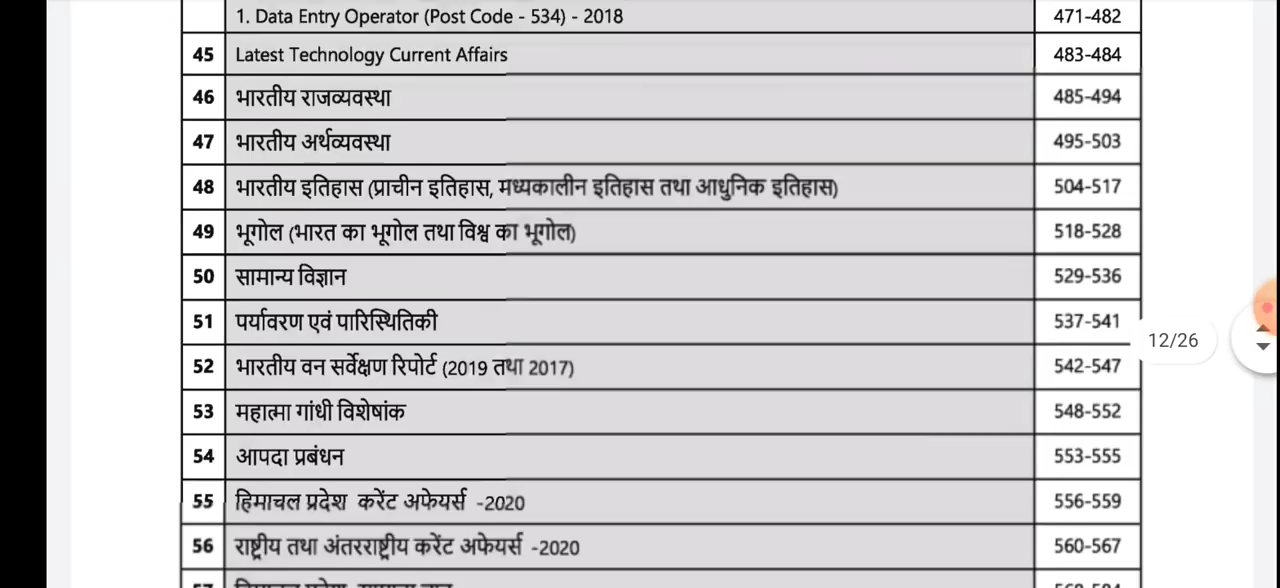 1. Data Entry Operator (Post Code - 534) - 2018 471-482
45 Latest Technology Current Affairs 483-484
46 भारतीय राजव्यवस्था 485-494
47 भारतीय अर्थव्यवस्था 495-503
48 भारतीय इतिहास (प्राचीन इतिहास, मध्यकालीन इतिहास तथा आधुनिक इतिहास) 504-517
49 भूगोल (भारत का भूगोल तथा विश्व का भूगोल) 518-528
50 सामान्य विज्ञान 529-536
51 पर्यावरण एवं पारिस्थितिकी 537-541
12/26
52 भारतीय वन सर्वेक्षण रिपोर्ट (2019 तथा 2017) 542-547
53 महात्मा गांधी विशेषांक 548-552
54 आपदा प्रबंधन 553-555
55 हिमाचल प्रदेश करेंट अफेयर्स -2020 556-559
56 राष्ट्रीय तथा अंतरराष्ट्रीय करेंट अफेयर्स -2020 560-567